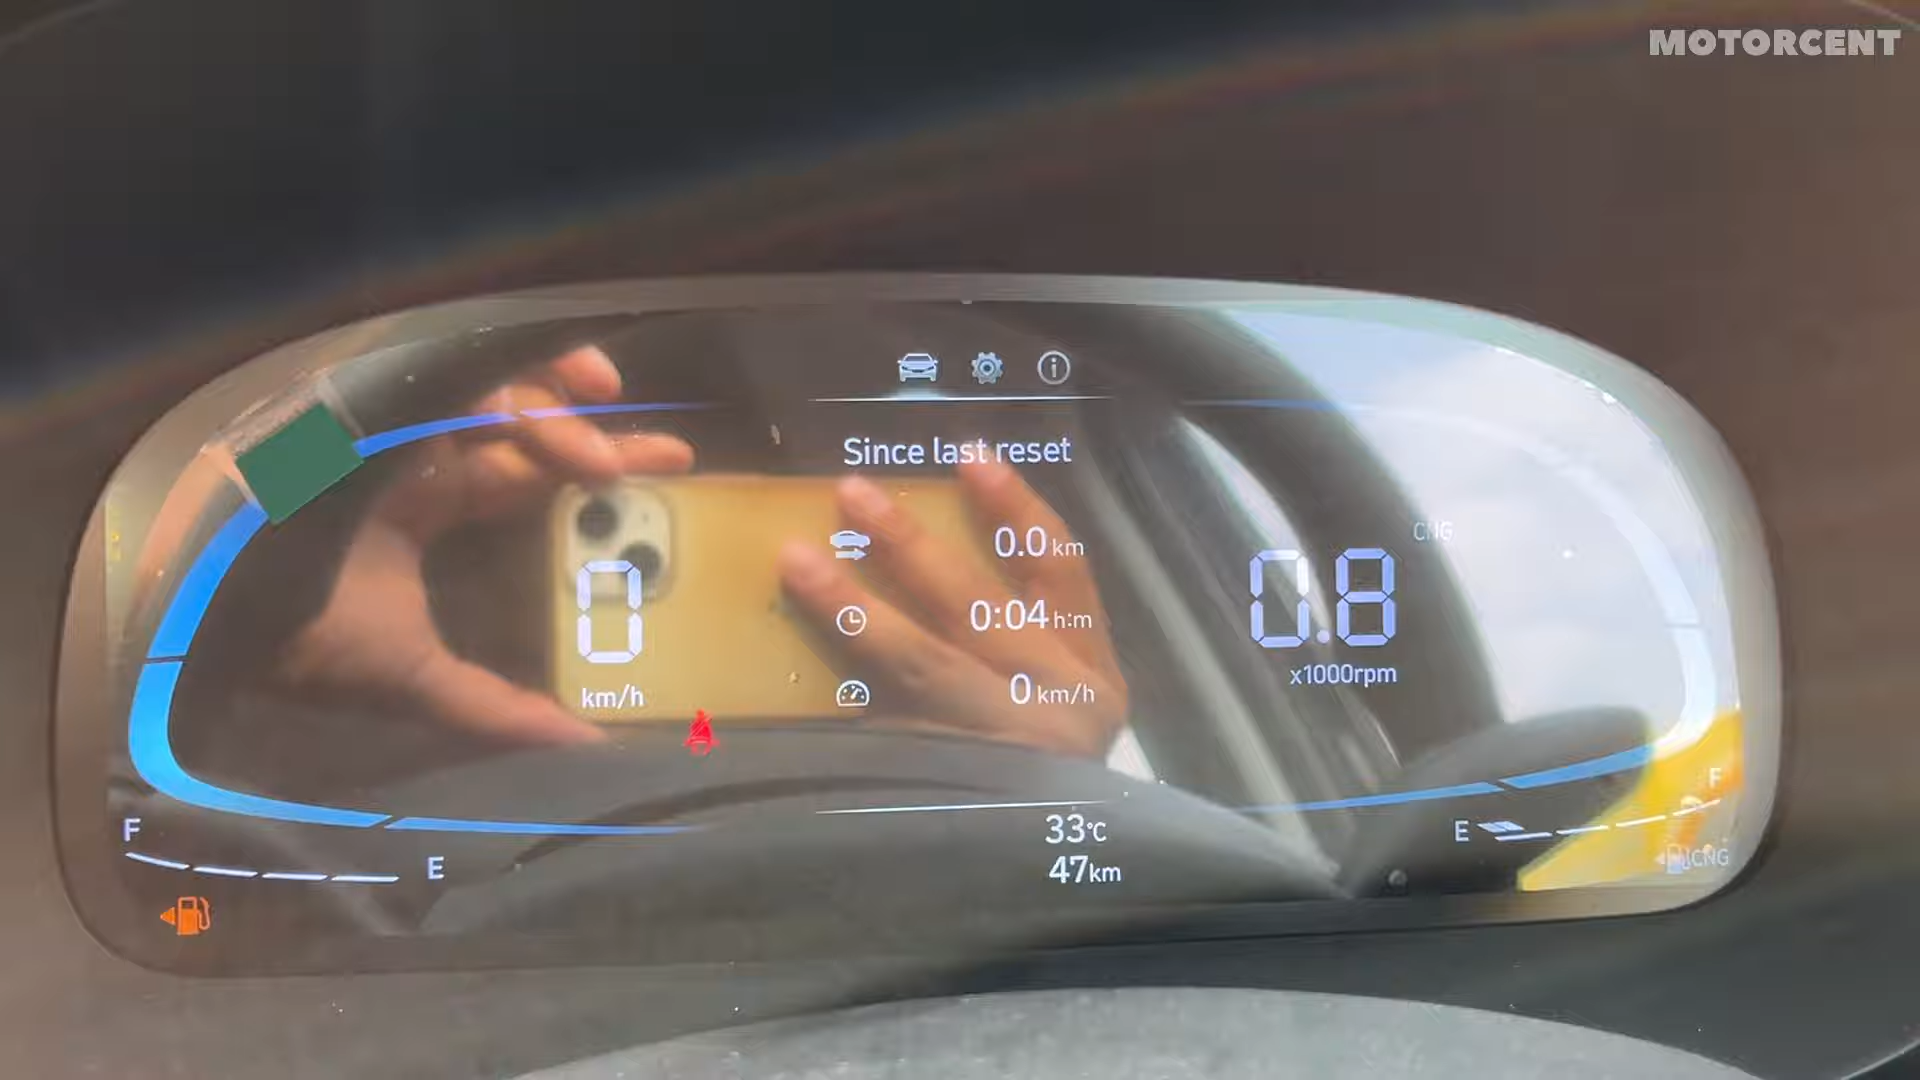 MOTORCENT
Since last reset
0.0 km
0:04 h:m
0 km/h
0
km/h
CNG
0.8
x1000rpm
33°C
47km
F
E
E
F
CNG